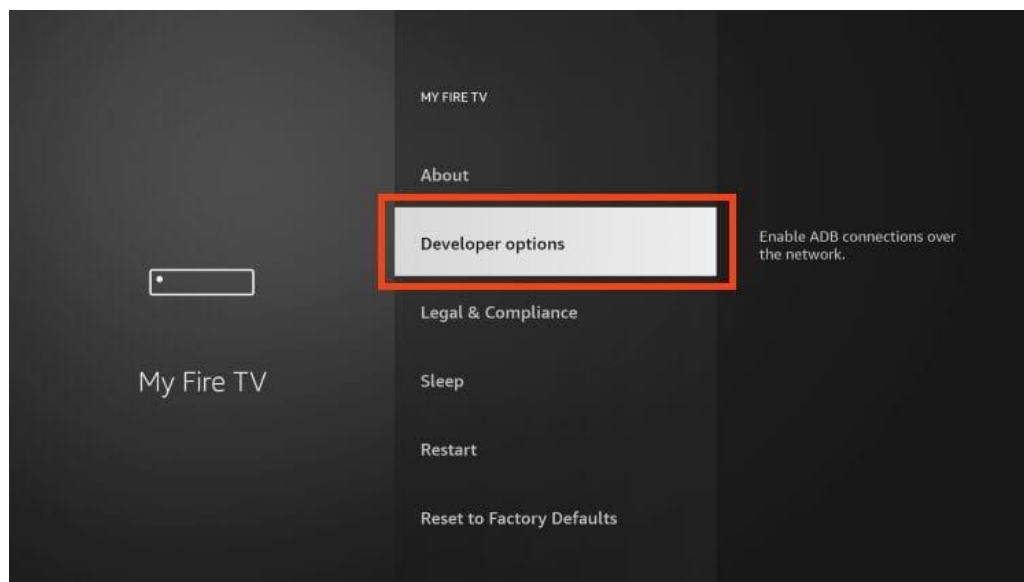 MY FIRE TV
About
Developer options
Enable ADB connections over
the network.
Legal & Compliance
My Fire TV
Sleep
Restart
Reset to Factory Defaults